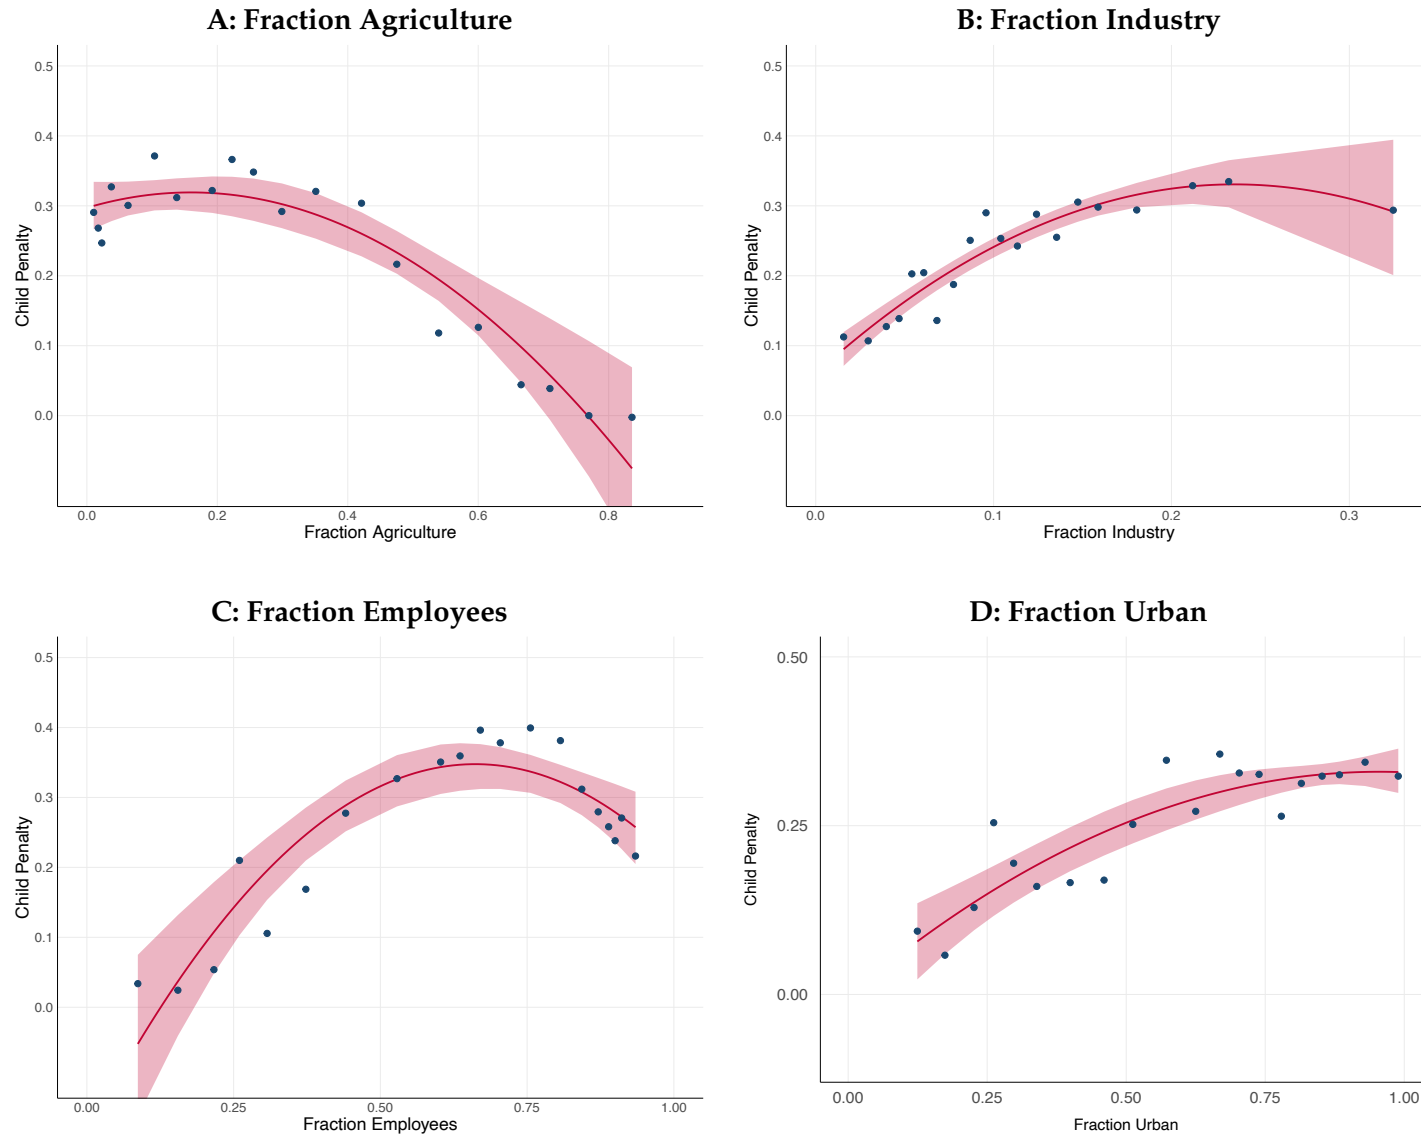 A: Fraction Agriculture
0.5
0.4
0.3
0.2
0.1
0.0
Child Penalty
0.0 0.2 0.4 0.6 0.8
Fraction Agriculture
B: Fraction Industry
0.5
0.4
0.3
0.2
0.1
0.0
Child Penalty
0.0 0.1 0.2 0.3
Fraction Industry
C: Fraction Employees
0.5
0.4
0.3
0.2
0.1
0.0
Child Penalty
0.00 0.25 0.50 0.75 1.00
Fraction Employees
D: Fraction Urban
0.50
0.25
0.00
Child Penalty
0.00 0.25 0.50 0.75 1.00
Fraction Urban